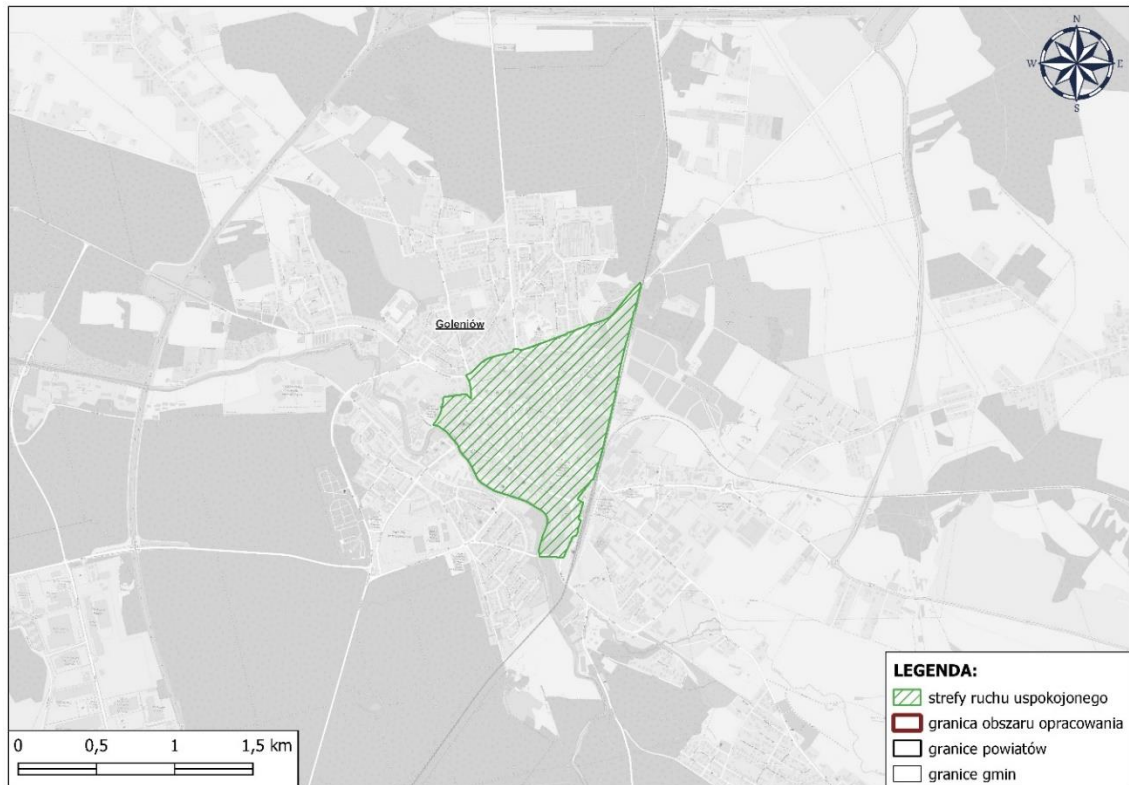 N
W E
S
Goleniów
LEGENDA:
strefy ruchu uspokojonego
granica obszaru opracowania
granice powiatów
granice gmin
0 0,5 1 1,5 km